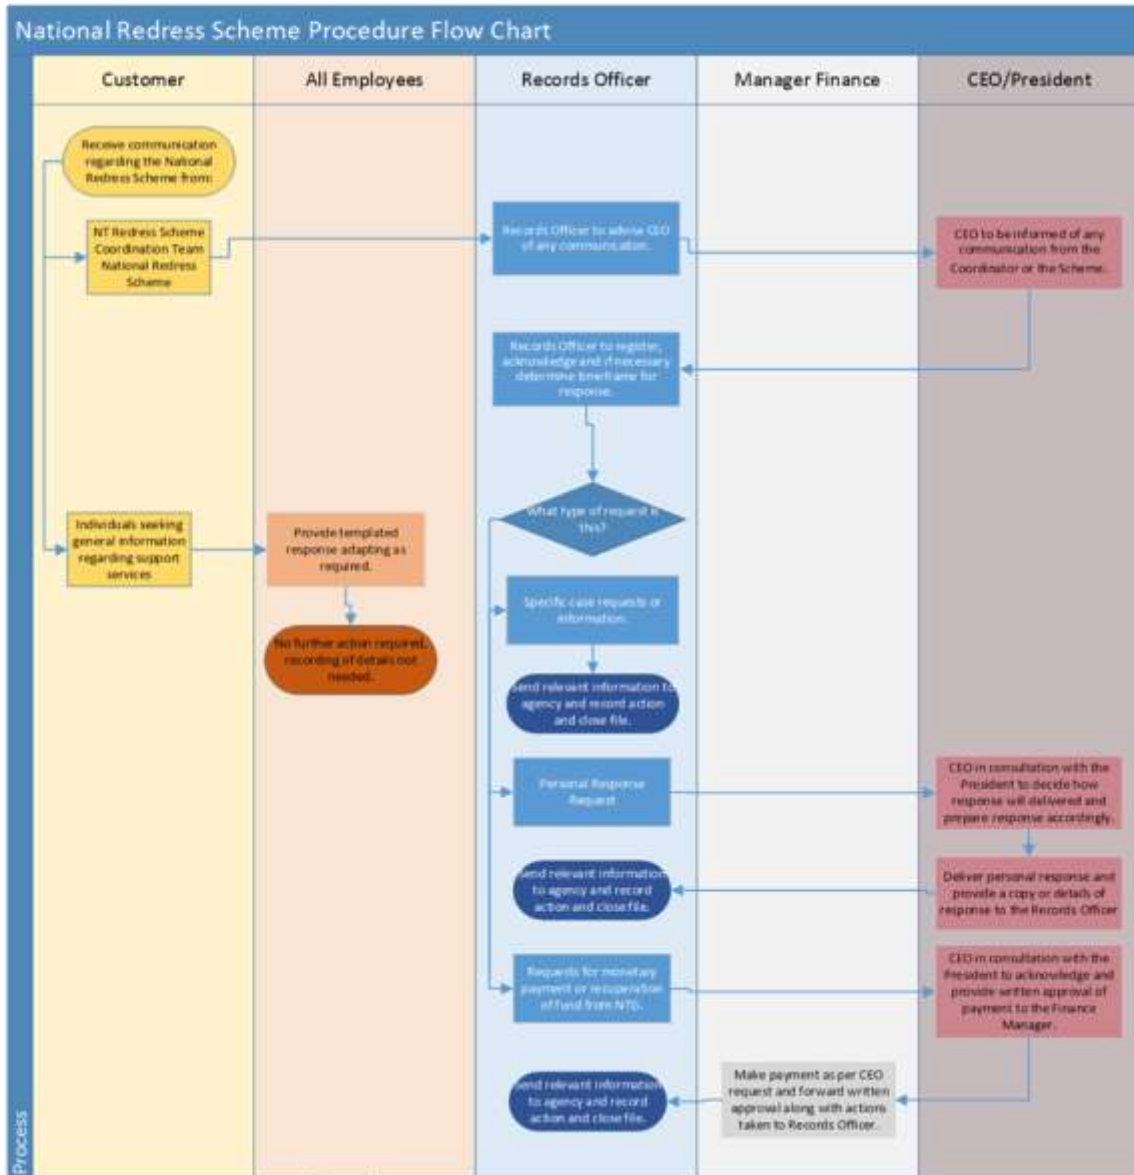 National Redress Scheme Procedure Flow Chart
Customer
All Employees
Records Officer
Manager Finance
CEO/President
Receive communication
regarding the National
Redress Scheme from:
NT Redress Scheme
Coordination Team
National Redress
Scheme
Records Officer to advise CEO
of any communication.
CEO to be informed of any
communication from the
Coordinator or the Scheme.
Records Officer to register,
acknowledge and if necessary
determine timeframe for
response.
What type of request is
this?
Individuals seeking
general information
regarding support
services
Provide templated
response adapting as
required.
No further action required,
recording of details not
needed.
Specific case requests or
information.
Send relevant information to
agency and record action
and close file.
Personal Response
Request
CEO in consultation with the
President to decide how
response will delivered and
prepare response accordingly.
Deliver personal response and
provide a copy or details of
response to the Records Officer
Send relevant information
to agency and record
action and close file.
Requests for monetary
payment or recuperation
of fund from NTG.
CEO in consultation with the
President to acknowledge and
provide written approval of
payment to the Finance
Manager.
Make payment as per CEO
request and forward written
approval along with actions
taken to Records Officer.
Send relevant information
to agency and record
action and close file.
Process